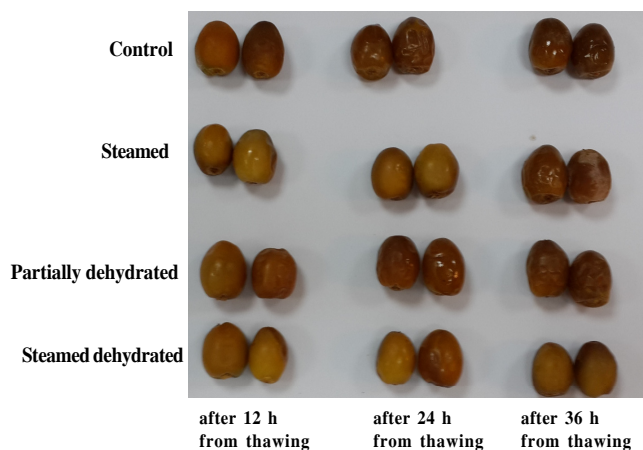 Control
Steamed
Partially dehydrated
Steamed dehydrated
after 12 h
from thawing
after 24 h
from thawing
after 36 h
from thawing